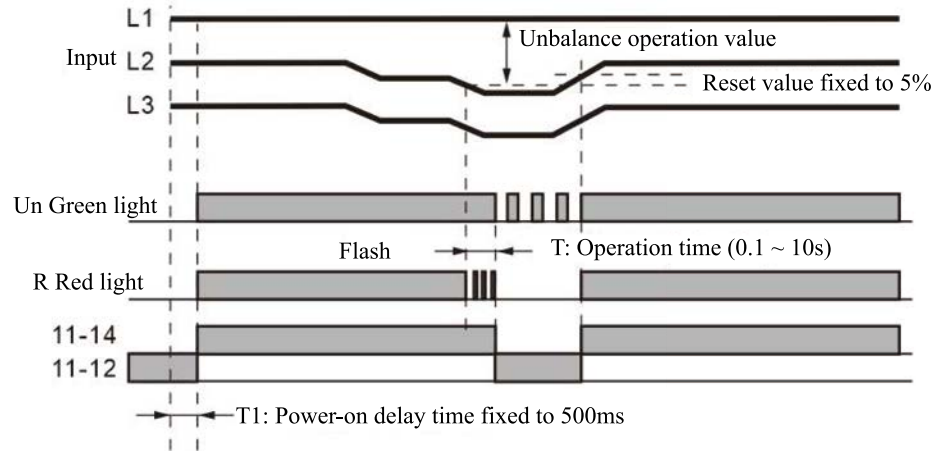 L1
Unbalance operation value
Input L2
Reset value fixed to 5%
L3
Un Green light
Flash
T: Operation time (0.1 ~ 10s)
R Red light
11-14
11-12
T1: Power-on delay time fixed to 500ms